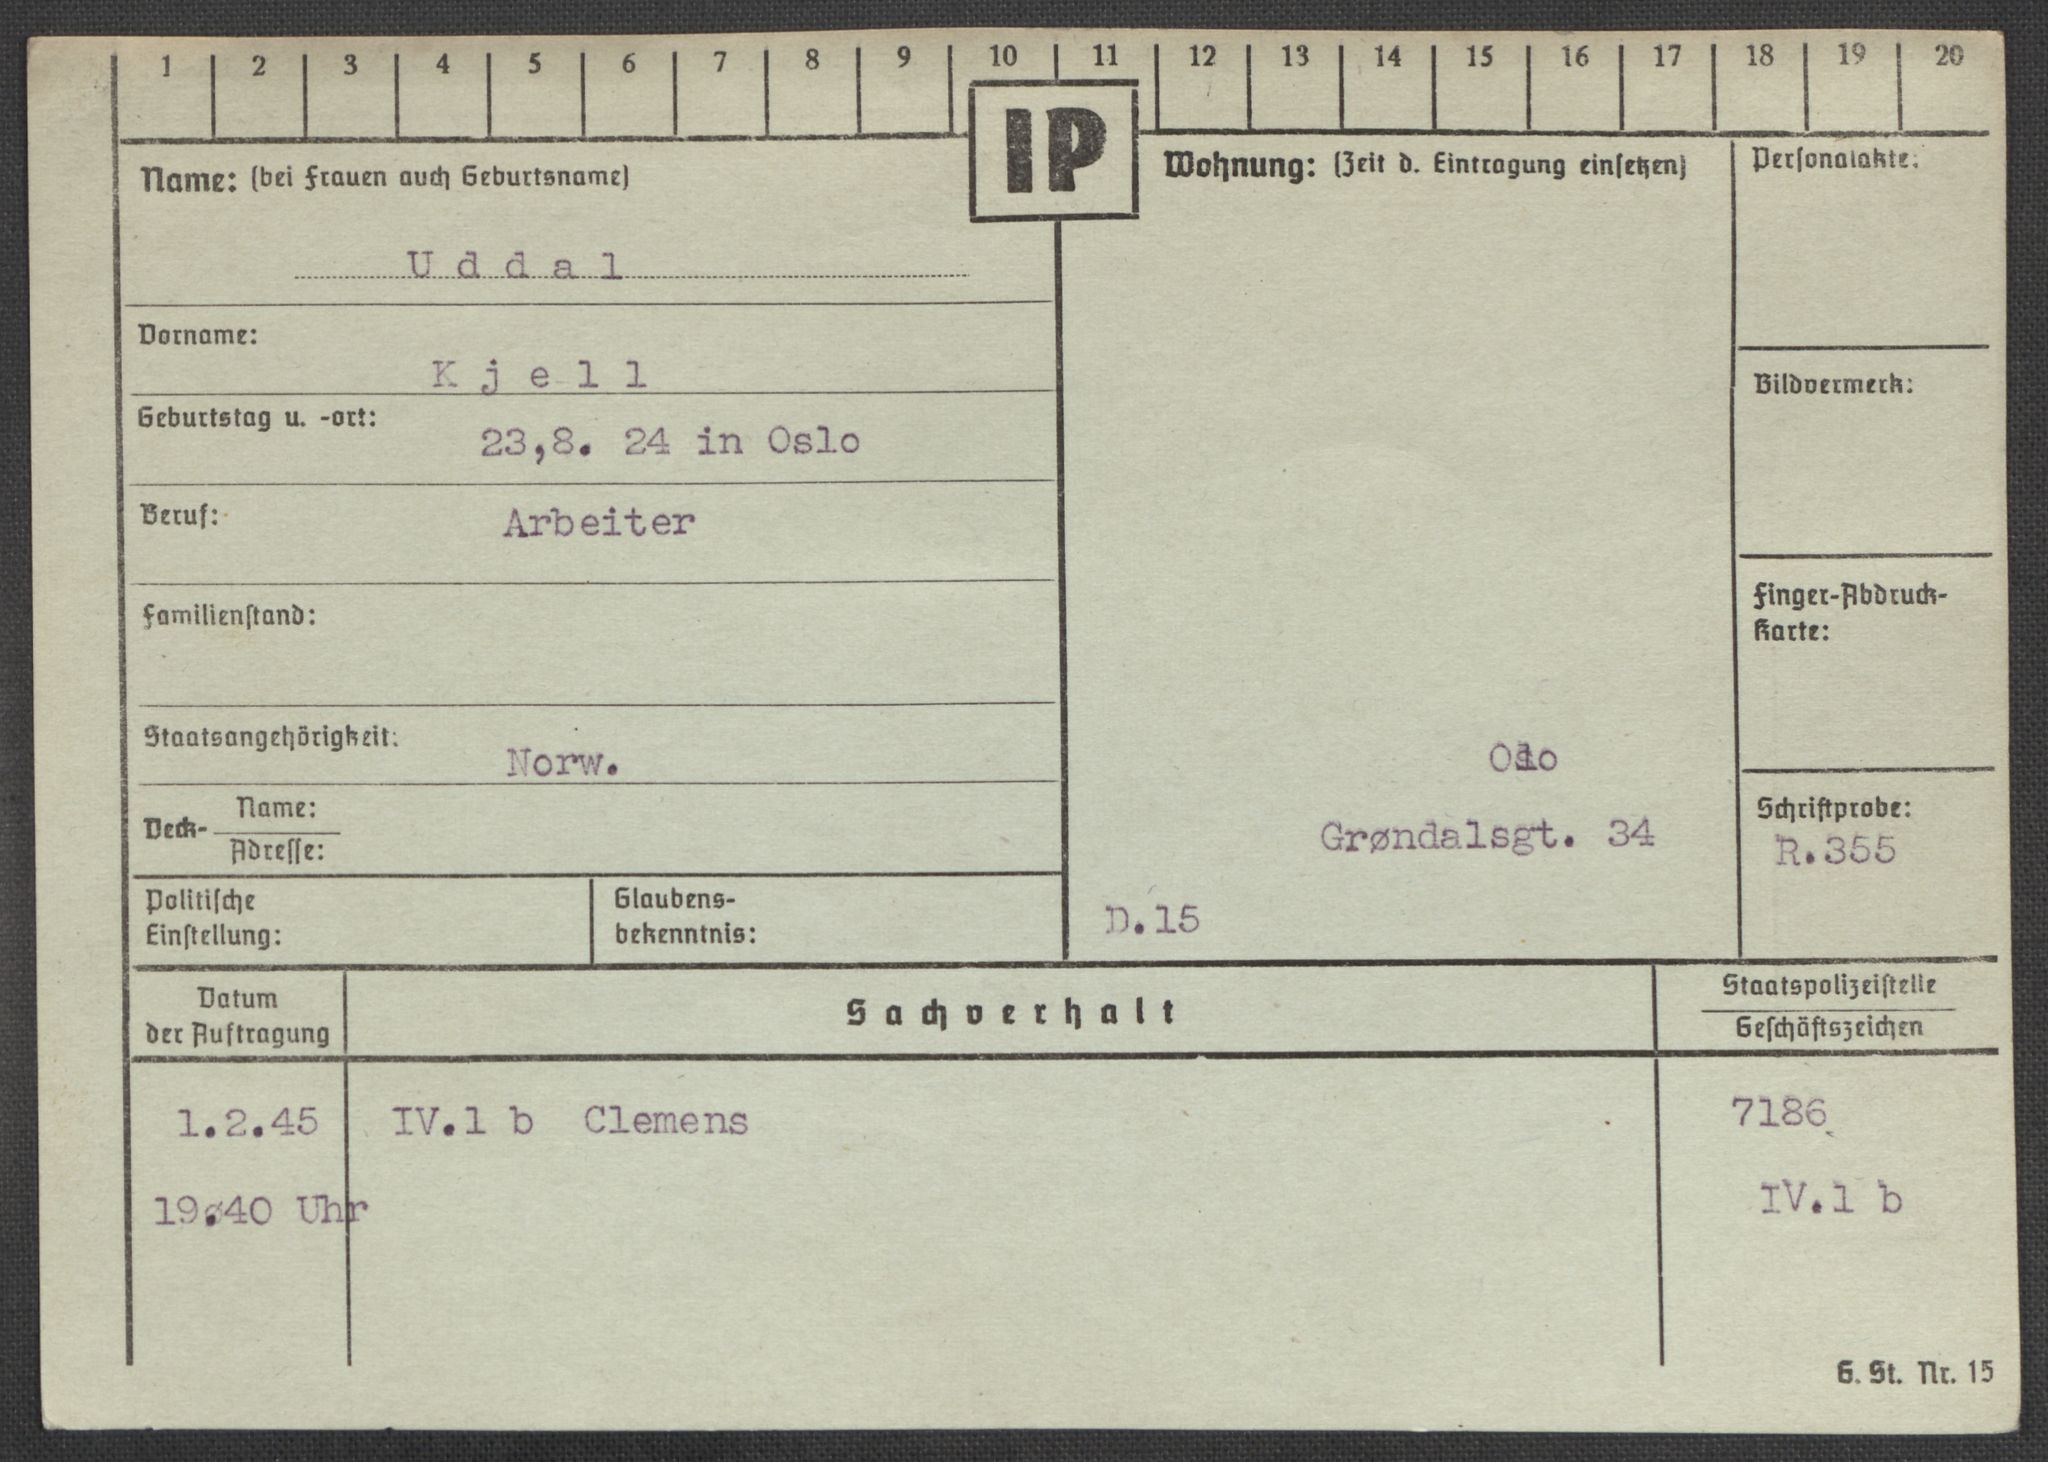 1 2 3 4 5 6 7 8 9 10 11 12 13 14 15 16 17 18 19 20
IP
Name: (bei Frauen auch Geburtsname)
U d d a l
Vorname:
K j e l l
Geburtstag u. -ort:
23,8. 24 in Oslo
Beruf:
Arbeiter
Familienstand:
Staatsangehörigkeit:
Norw.
Deck-
Name:
Adresse:
Politische
Einstellung:
Glaubens-
bekenntnis:
Wohnung: (Zeit d. Eintragung einsetzen)
Oslo
Grøndalsgt. 34
D.15
Personalakte:
Bildvermerk:
Finger-Abdruck-
Karte:
Schriftprobe:
R.355
Datum
der Auftragung
Sachverhalt
Staatspolizeistelle
Geschäftszeichen
1.2.45 IV.1 b Clemens 7186
19.40 Uhr IV.1 b
G. St. Nr. 15